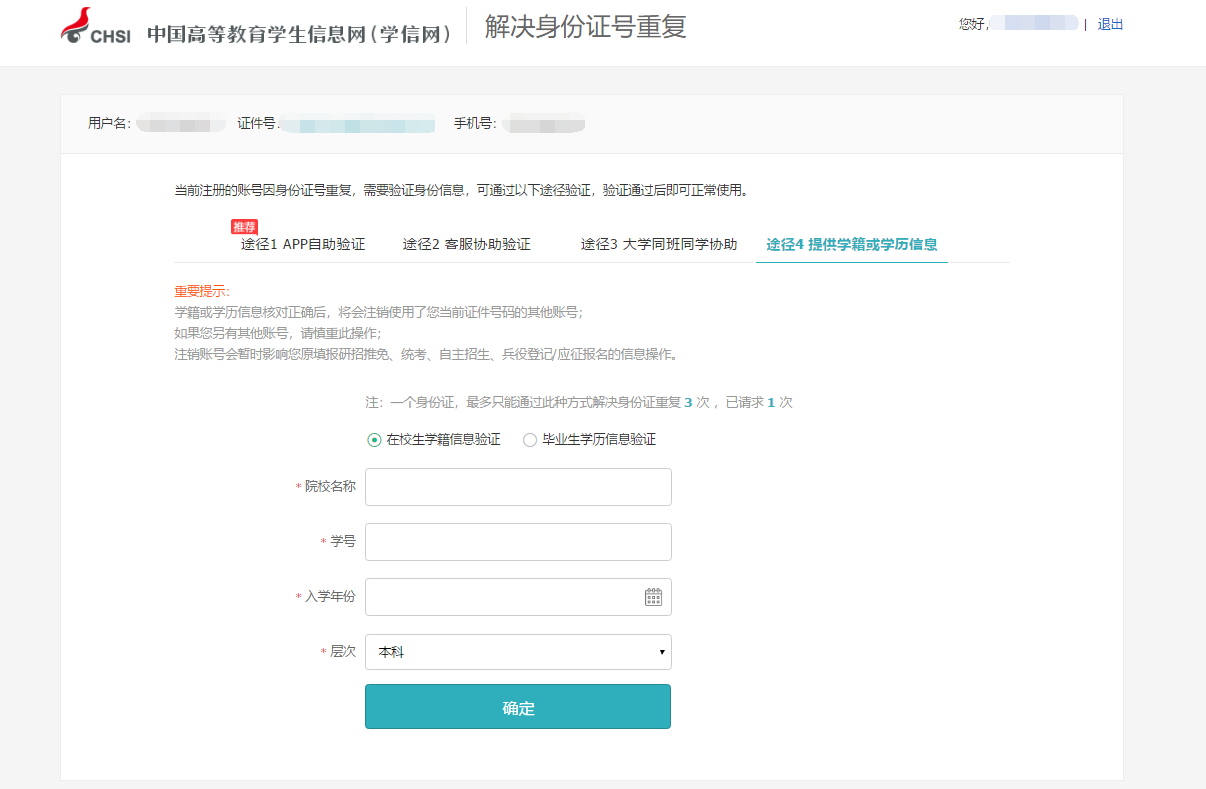 CHSI 中国高等教育学生信息网(学信网) 解决身份证号重复 您好, | 退出
用户名: 证件号: 手机号:
当前注册的账号因身份证号重复，需要验证身份信息，可通过以下途径验证，验证通过后即可正常使用。
推荐
途径1 APP自助验证 途径2 客服协助验证 途径3 大学同班同学协助 途径4 提供学籍或学历信息
重要提示:
学籍或学历信息核对正确后，将会注销使用了您当前证件号码的其他账号;
如果您另有其他账号，请慎重此操作;
注销账号会暂时影响您原填报研招推免、统考、自主招生、兵役登记/应征报名的信息操作。
注: 一个身份证，最多只能通过此种方式解决身份证重复 3 次 ，已请求 1 次
在校生学籍信息验证 毕业生学历信息验证
* 院校名称
* 学号
* 入学年份
* 层次 本科
确定